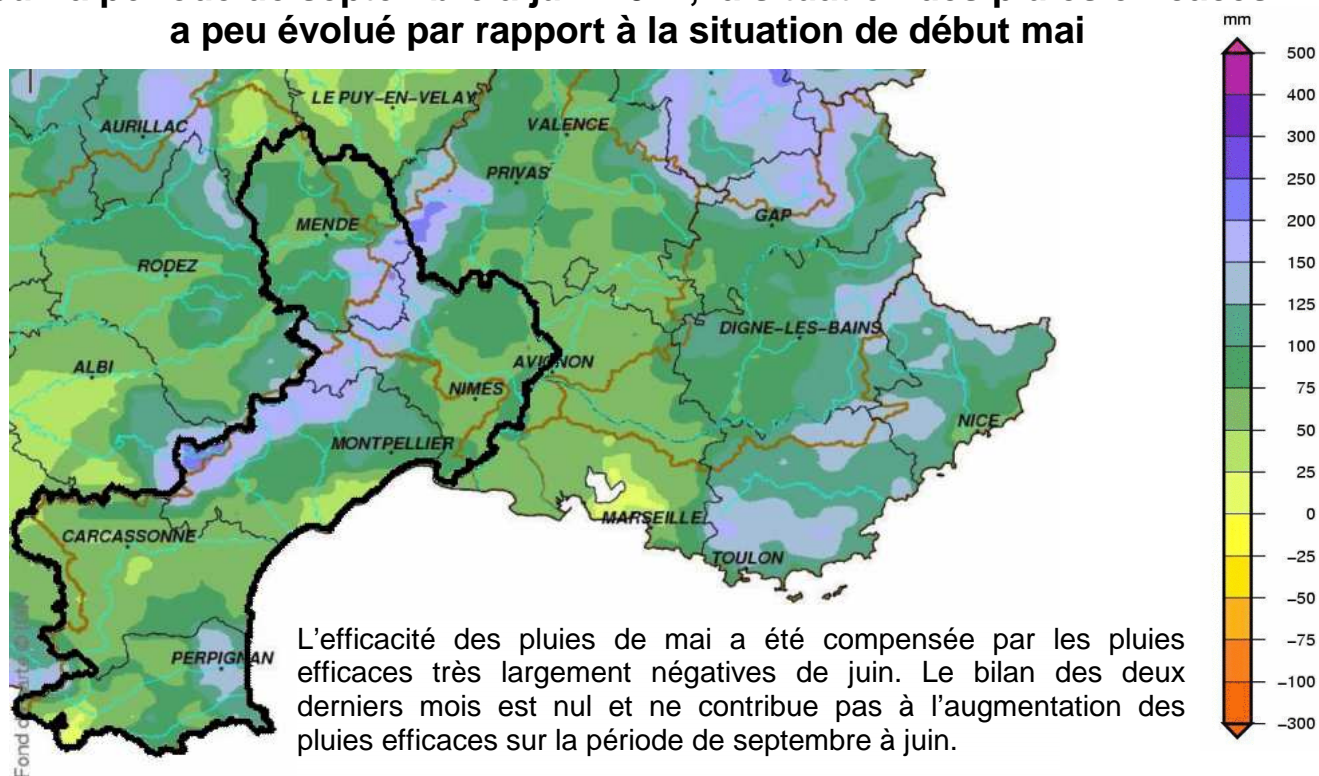 a peu évolué par rapport à la situation de début mai
mm
500
400
300
250
200
150
125
100
75
50
25
0
−25
−50
−75
−100
−300
LE PUY−EN−VELAY
AURILLAC
VALENCE
PRIVAS
GAP
MENDE
RODEZ
DIGNE−LES−BAINS
ALBI
AVIGNON
NIMES
NICE
MONTPELLIER
MARSEILLE
CARCASSONNE
TOULON
PERPIGNAN
L'efficacité des pluies de mai a été compensée par les pluies
efficaces très largement négatives de juin. Le bilan des deux
derniers mois est nul et ne contribue pas à l'augmentation des
pluies efficaces sur la période de septembre à juin.
Fond